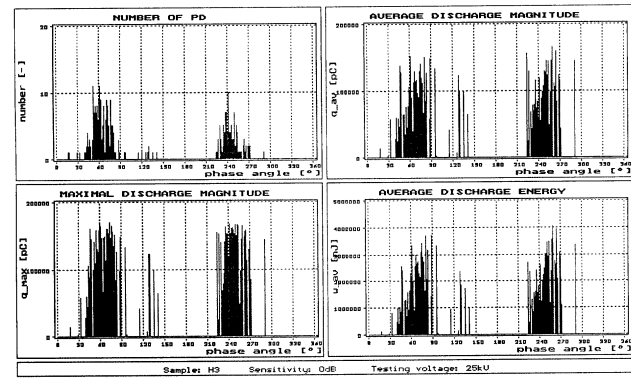 NUMBER OF PD
number [-]
20
10
0
0 30 60 90 120 150 180 210 240 270 300 330 360
phase angle [°]
AVERAGE DISCHARGE MAGNITUDE
q_av [pC]
200000
100000
0
0 30 60 90 120 150 180 210 240 270 300 330 360
phase angle [°]
MAXIMAL DISCHARGE MAGNITUDE
q_max [pC]
200000
100000
0
0 30 60 90 120 150 180 210 240 270 300 330 360
phase angle [°]
AVERAGE DISCHARGE ENERGY
w_av [pJ]
5000000
4000000
3000000
2000000
1000000
0
0 30 60 90 120 150 180 210 240 270 300 330 360
phase angle [°]
Sample: H3 Sensitivity: 0dB Testing voltage: 25kV